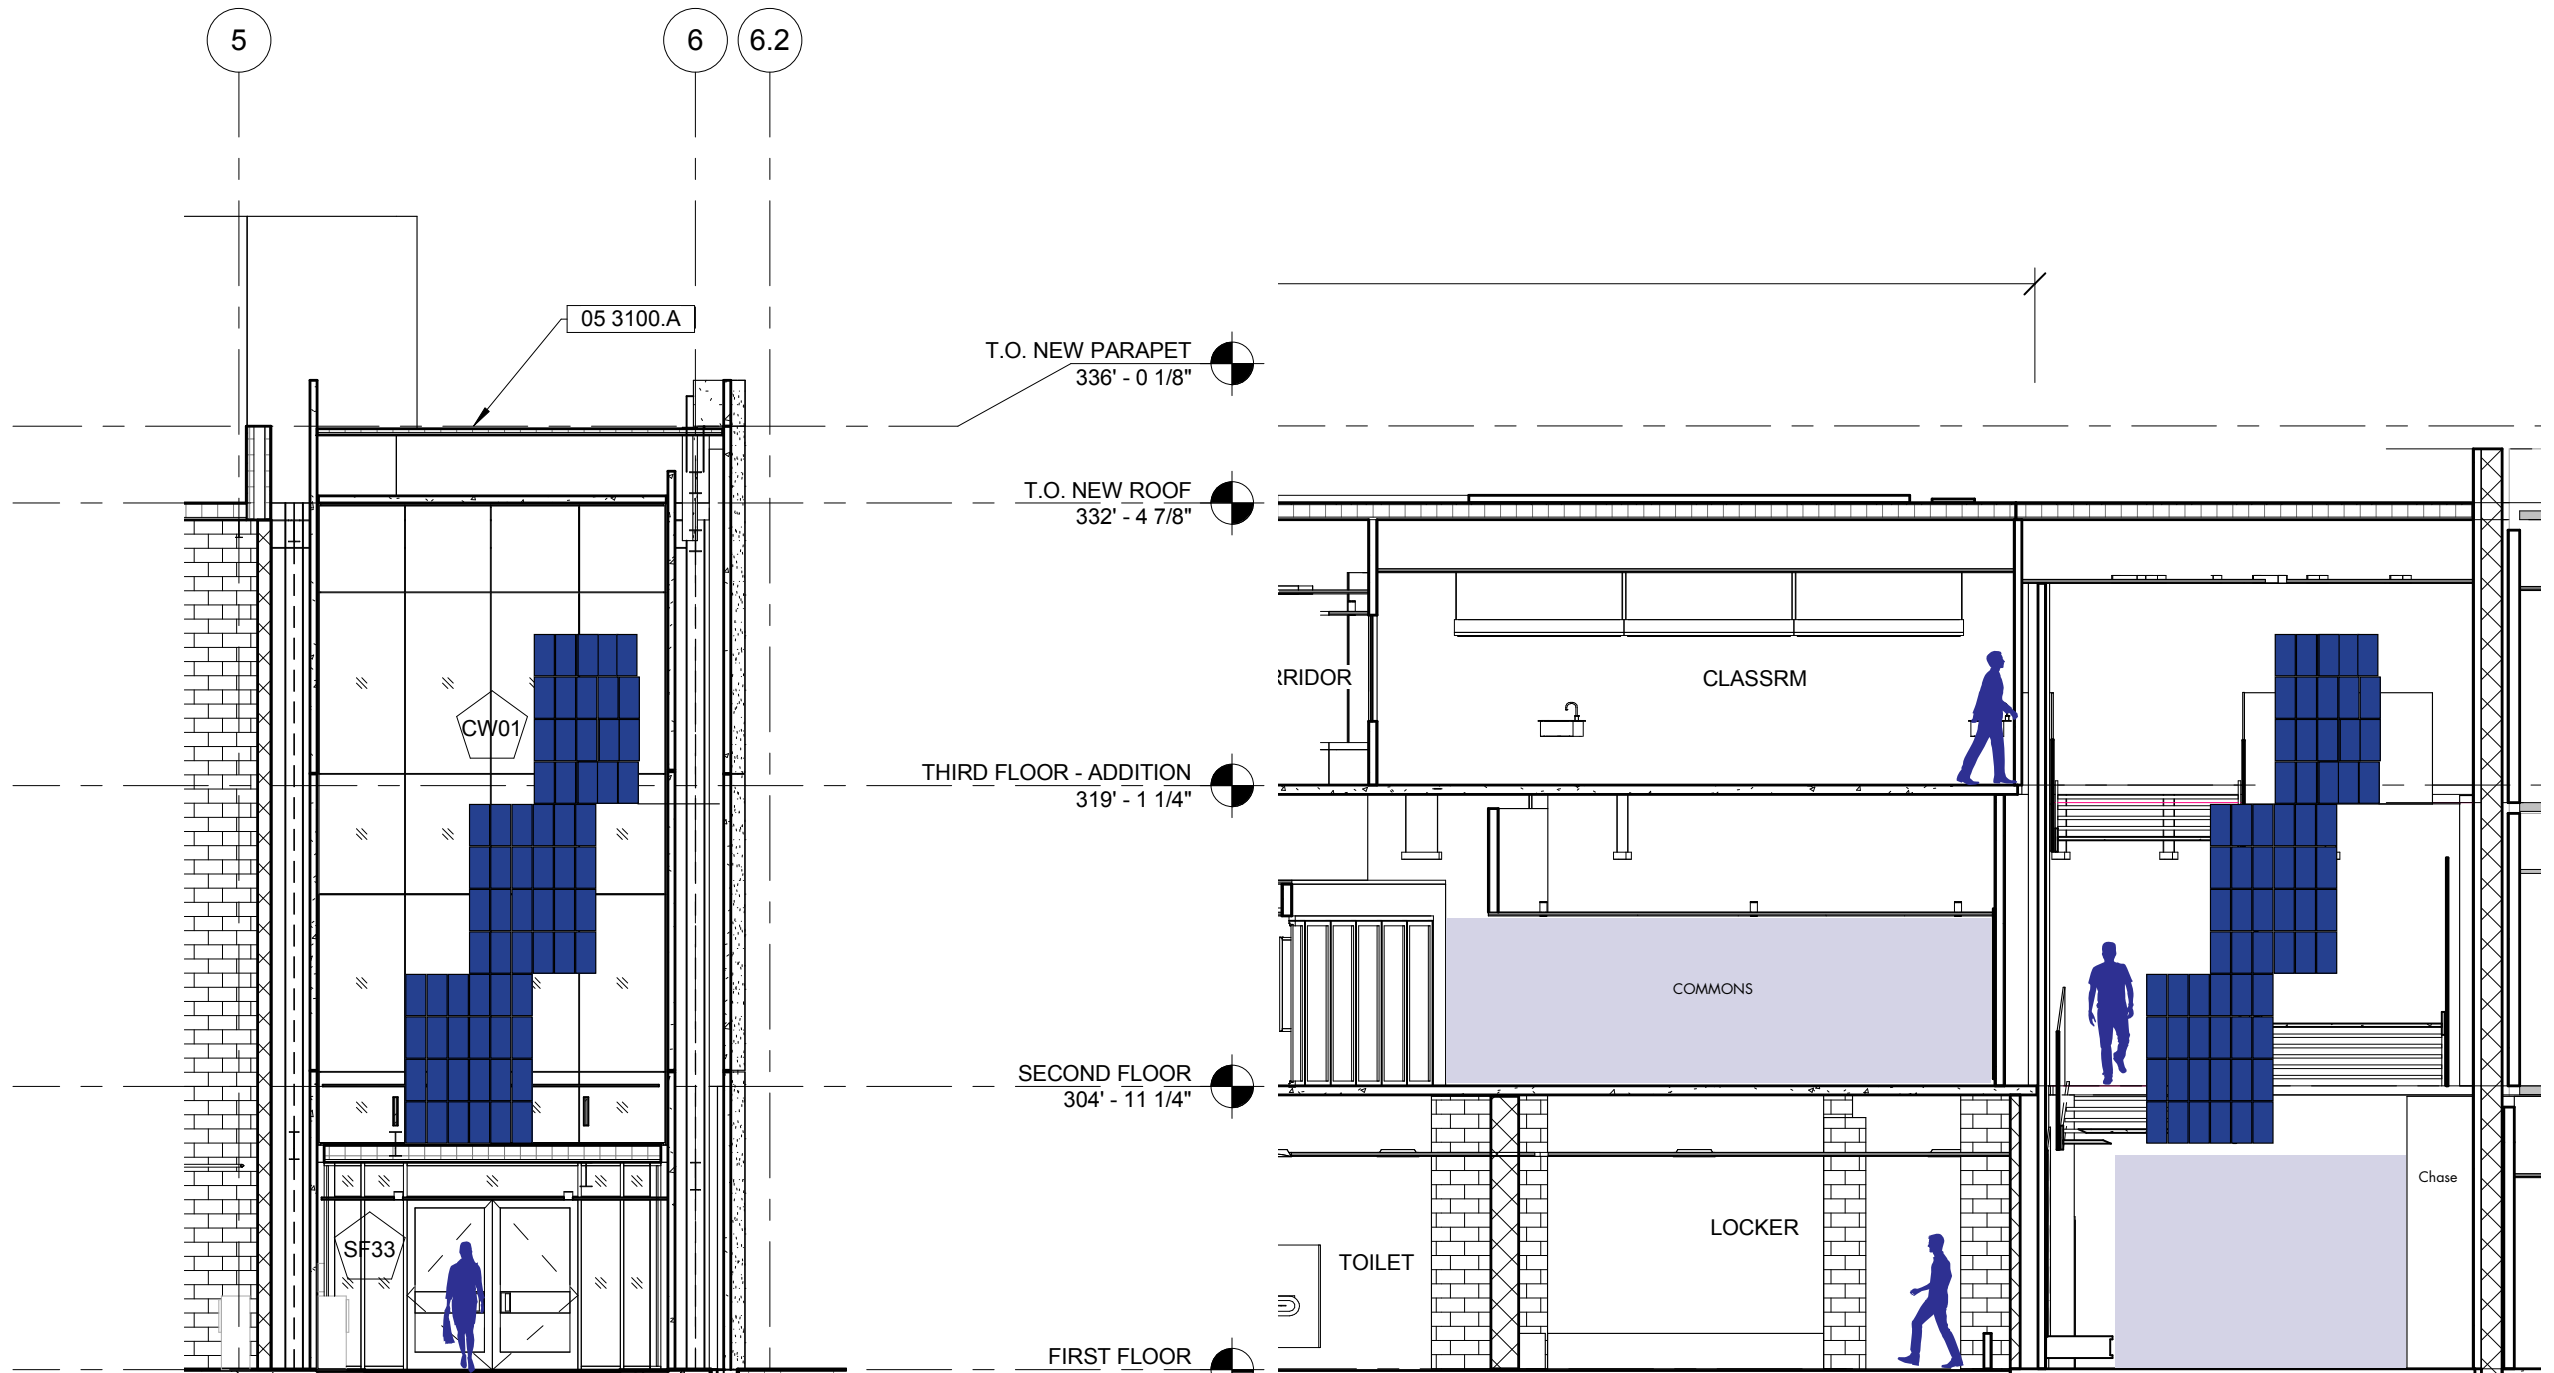 5
6
6.2
05 3100.A
T.O. NEW PARAPET
336' - 0 1/8"
T.O. NEW ROOF
332' - 4 7/8"
CW01
RRIDOR
CLASSRM
THIRD FLOOR - ADDITION
319' - 1 1/4"
COMMONS
SECOND FLOOR
304' - 11 1/4"
Chase
SF33
LOCKER
TOILET
FIRST FLOOR